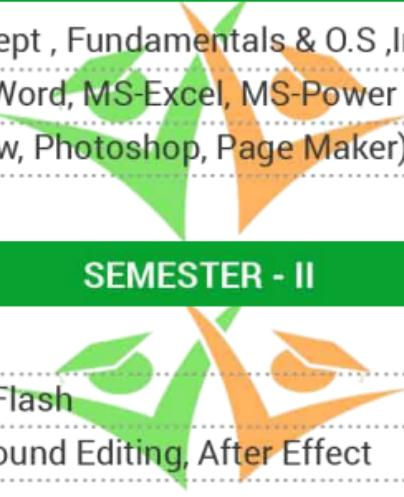 ept , Fundamentals & O.S ,I
Word, MS-Excel, MS-Power
w, Photoshop, Page Maker)
SEMESTER - II
Flash
ound Editing, After Effect